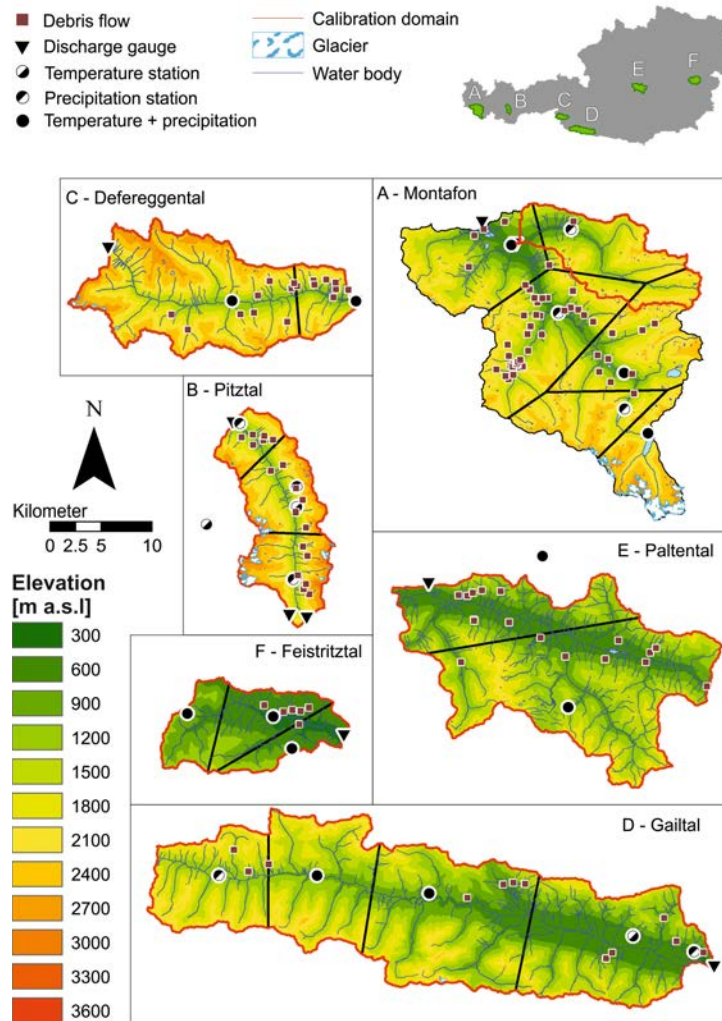 Debris flow
Discharge gauge
Temperature station
Precipitation station
Temperature + precipitation
Calibration domain
Glacier
Water body
A
B
C
D
E
F
C - Defereggental
A - Montafon
B - Pitztal
N
Kilometer
0 2.5 5 10
E - Paltental
Elevation
[m a.s.l]
300
600
900
1200
1500
1800
2100
2400
2700
3000
3300
3600
F - Feistritztal
D - Gailtal